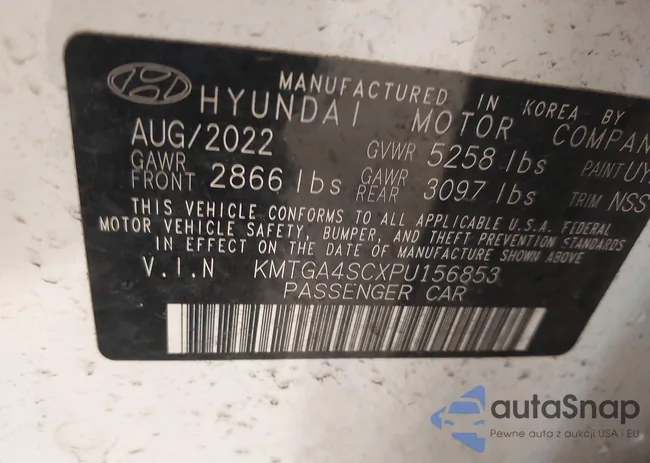 MANUFACTURED IN KOREA BY
HYUNDAI MOTOR COMPAN
AUG/2022 GVWR 5258 lbs PAINT UY
GAWR FRONT 2866 lbs GAWR REAR 3097 lbs TRIM NSS
THIS VEHICLE CONFORMS TO ALL APPLICABLE U.S.A. FEDERAL
MOTOR VEHICLE SAFETY, BUMPER, AND THEFT PREVENTION STANDARDS
IN EFFECT ON THE DATE OF MANUFACTURE SHOWN ABOVE
V.I.N KMTGA4SCXPU156853
PASSENGER CAR
autaSnap
Pewne auta z aukcji USA i EU